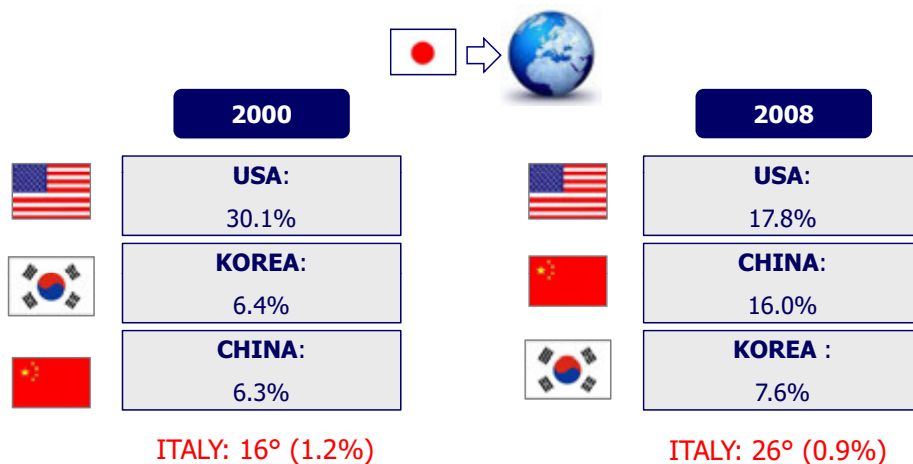 2000
USA:
30.1%
KOREA:
6.4%
CHINA:
6.3%
ITALY: 16° (1.2%)
2008
USA:
17.8%
CHINA:
16.0%
KOREA :
7.6%
ITALY: 26° (0.9%)